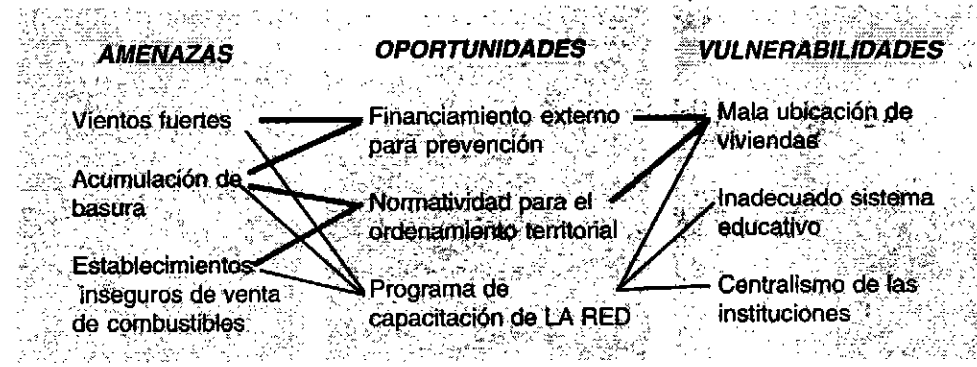 AMENAZAS
OPORTUNIDADES
VULNERABILIDADES
Vientos fuertes
Acumulación de
basura
Establecimientos
inseguros de venta
de combustibles
Financiamiento externo
para prevención
Normatividad para el
ordenamiento territorial
Programa de
capacitación de LA RED
Mala ubicación de
viviendas
Inadecuado sistema
educativo
Centralismo de las
instituciones